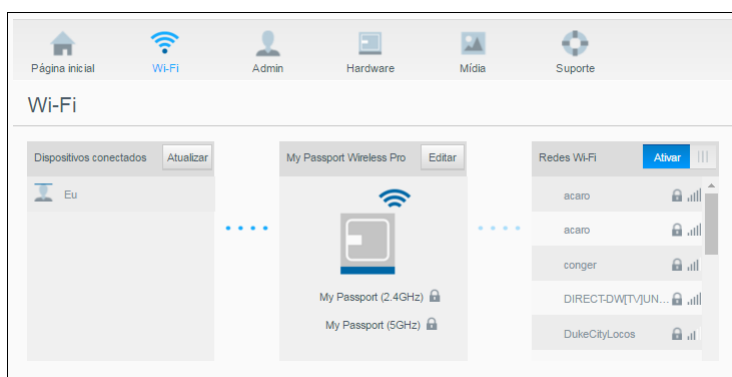 Página inicial
Wi-Fi
Admin
Hardware
Mídia
Suporte
Wi-Fi
Dispositivos conectados
Atualizar
Eu
My Passport Wireless Pro
Editar
My Passport (2.4GHz)
My Passport (5GHz)
Redes Wi-Fi
Ativar
acaro
acaro
conger
DIRECT-DW[TV]UN...
DukeCityLocos